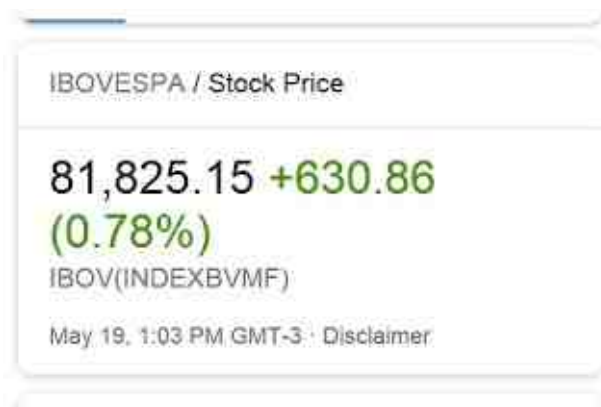 IBOVESPA / Stock Price
81,825.15 +630.86
(0.78%)
IBOV(INDEXBVMF)
May 19, 1:03 PM GMT-3 · Disclaimer